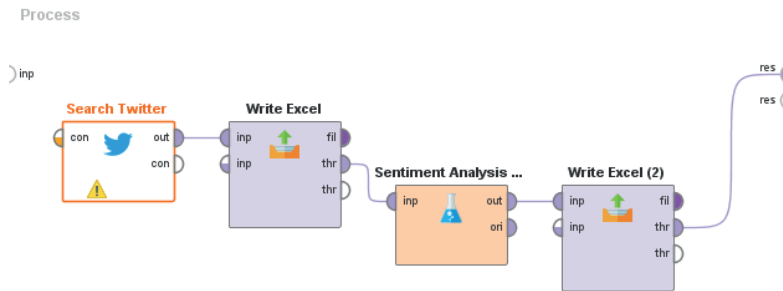 Process
inp
res
res
Search Twitter
con
out
con
Write Excel
inp
fil
inp
thr
thr
Sentiment Analysis ...
inp
out
ori
Write Excel (2)
inp
fil
inp
thr
thr